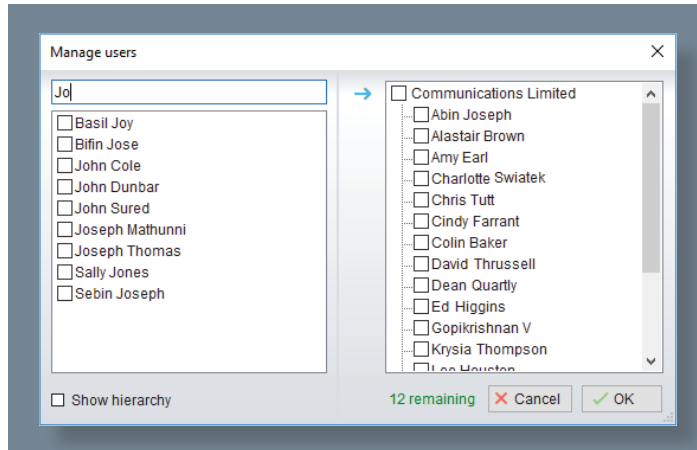 Manage users
Jo
Basil Joy
Bifin Jose
John Cole
John Dunbar
John Sured
Joseph Mathunni
Joseph Thomas
Sally Jones
Sebin Joseph
Show hierarchy
Communications Limited
Abin Joseph
Alastair Brown
Amy Earl
Charlotte Swiatek
Chris Tutt
Cindy Farrant
Colin Baker
David Thrussell
Dean Quartly
Ed Higgins
Gopikrishnan V
Krysia Thompson
12 remaining
Cancel
OK